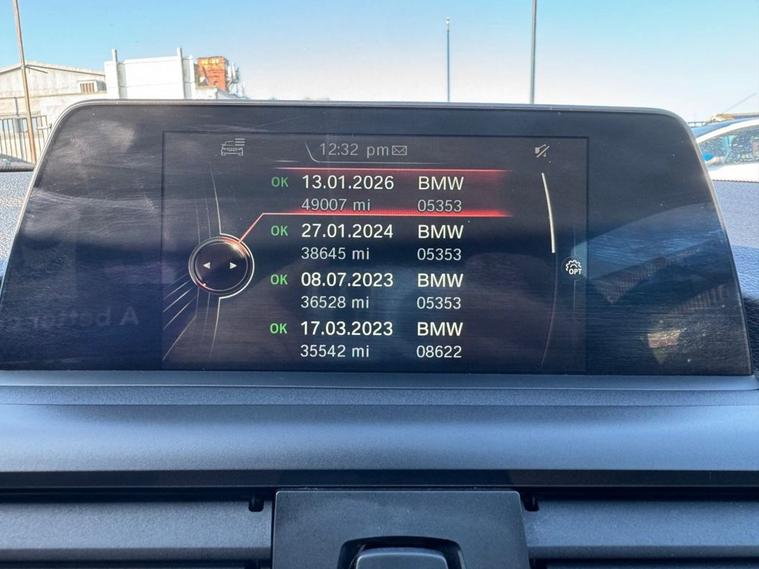 12:32 pm
OK 13.01.2026 BMW
49007 mi 05353
OK 27.01.2024 BMW
38645 mi 05353
OK 08.07.2023 BMW
36528 mi 05353
OPT
OK 17.03.2023 BMW
35542 mi 08622